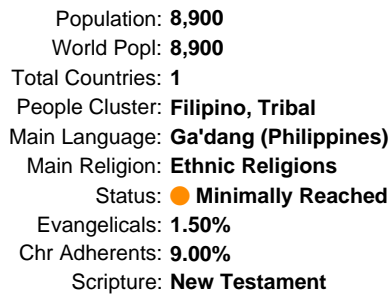 Population: 8,900
World Popl: 8,900
Total Countries: 1
People Cluster: Filipino, Tribal
Main Language: Ga'dang (Philippines)
Main Religion: Ethnic Religions
Status: Minimally Reached
Evangelicals: 1.50%
Chr Adherents: 9.00%
Scripture: New Testament